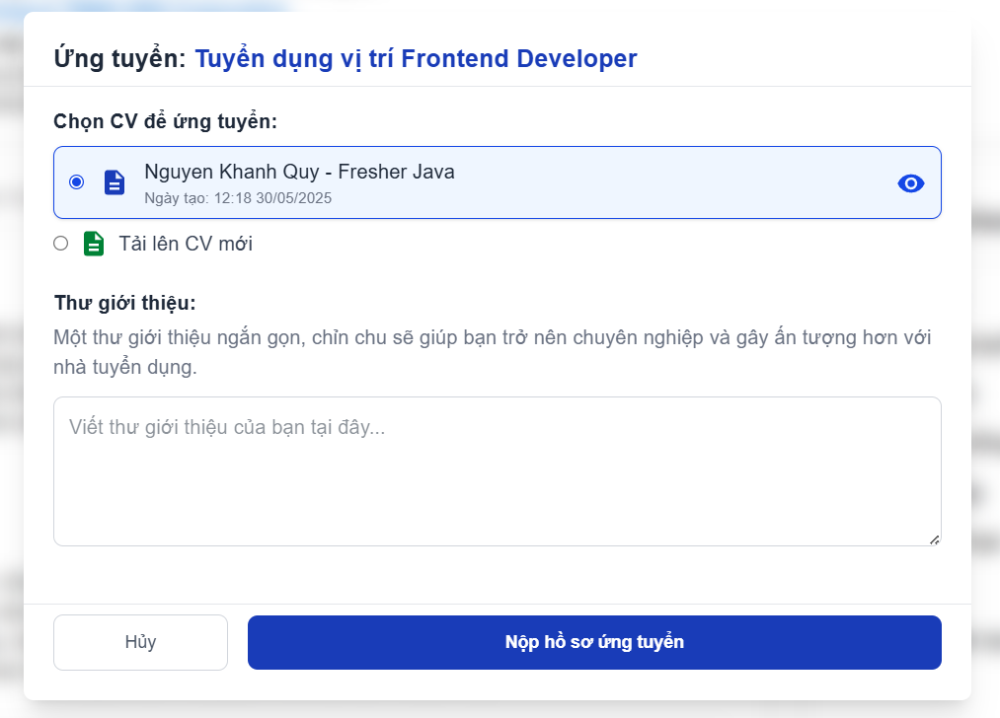 Ứng tuyển: Tuyển dụng vị trí Frontend Developer
Chọn CV để ứng tuyển:
Nguyen Khanh Quy - Fresher Java
Ngày tạo: 12:18 30/05/2025
Tải lên CV mới
Thư giới thiệu:
Một thư giới thiệu ngắn gọn, chỉn chu sẽ giúp bạn trở nên chuyên nghiệp và gây ấn tượng hơn với
nhà tuyển dụng.
Viết thư giới thiệu của bạn tại đây...
Hủy
Nộp hồ sơ ứng tuyển